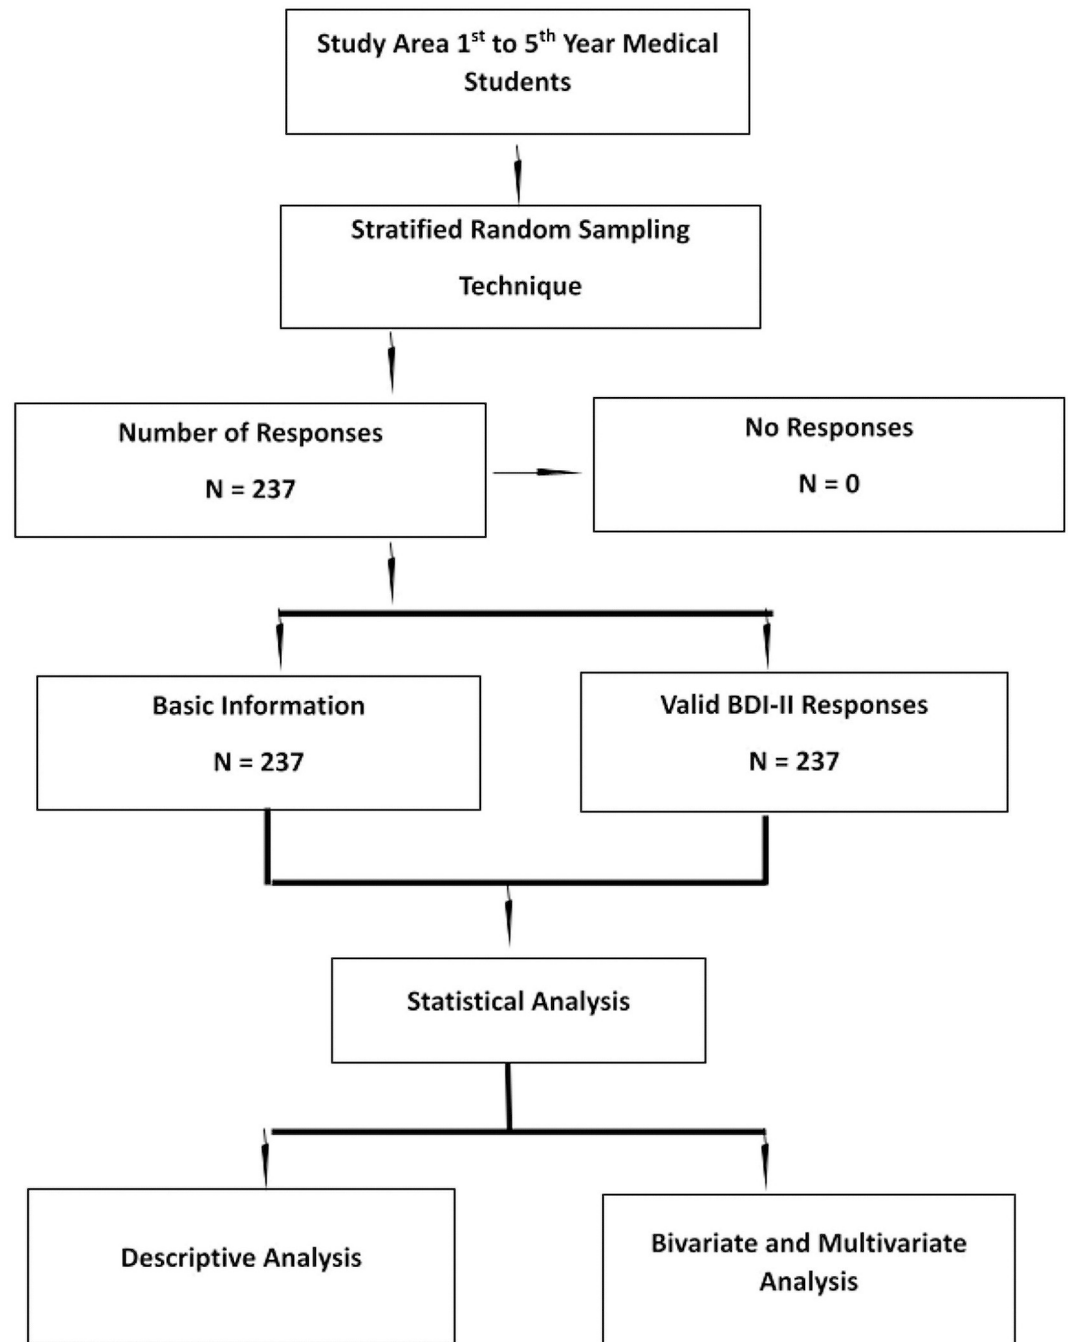 Study Area 1st to 5th Year Medical
Students
Stratified Random Sampling
Technique
Number of Responses
N = 237
No Responses
N = 0
Basic Information
N = 237
Valid BDI-II Responses
N = 237
Statistical Analysis
Descriptive Analysis
Bivariate and Multivariate
Analysis